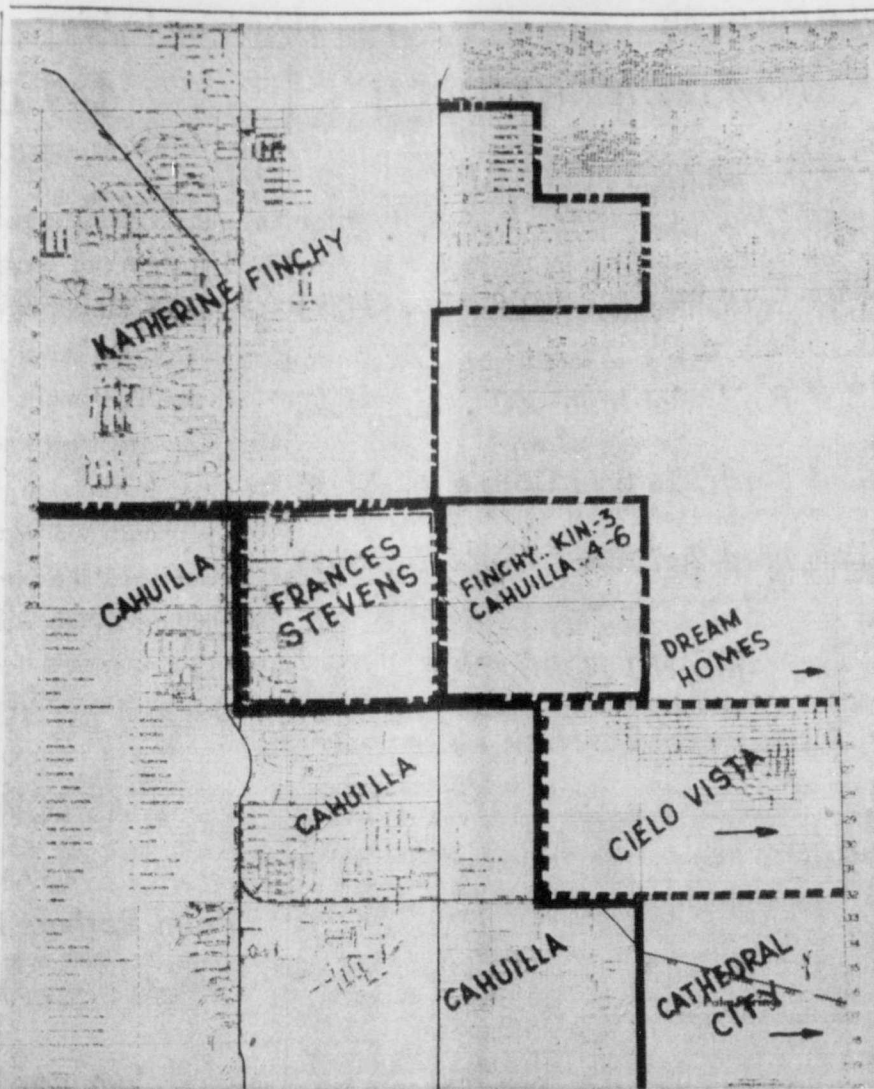 KATHERINE FINCHY
CAHUILLA
FRANCES
STEVENS
FINCHY.. KIN.-3
CAHUILLA..4-6
DREAM
HOMES
CAHUILLA
CIELO VISTA
CAHUILLA
CATHEDRAL
CITY